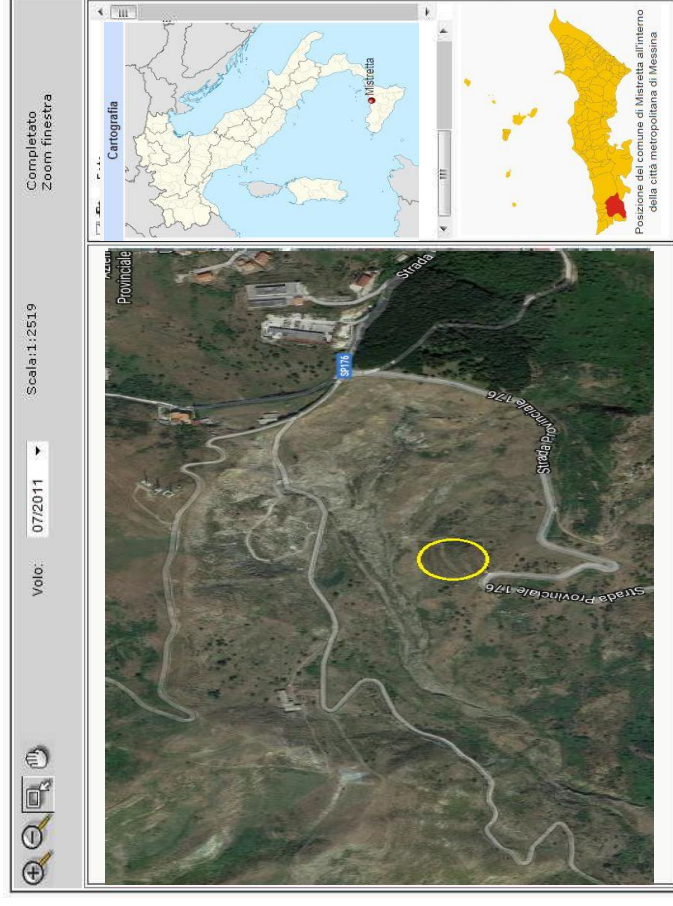 Volo:
07/2011
Scala:1:2519
Completato
Zoom finestra
Provinciale
SP176
Strada
Strada Provinciale 176
Strada Provinciale 176
Cartografia
Mistretta
Posizione del comune di Mistretta all'interno
della città metropolitana di Messina